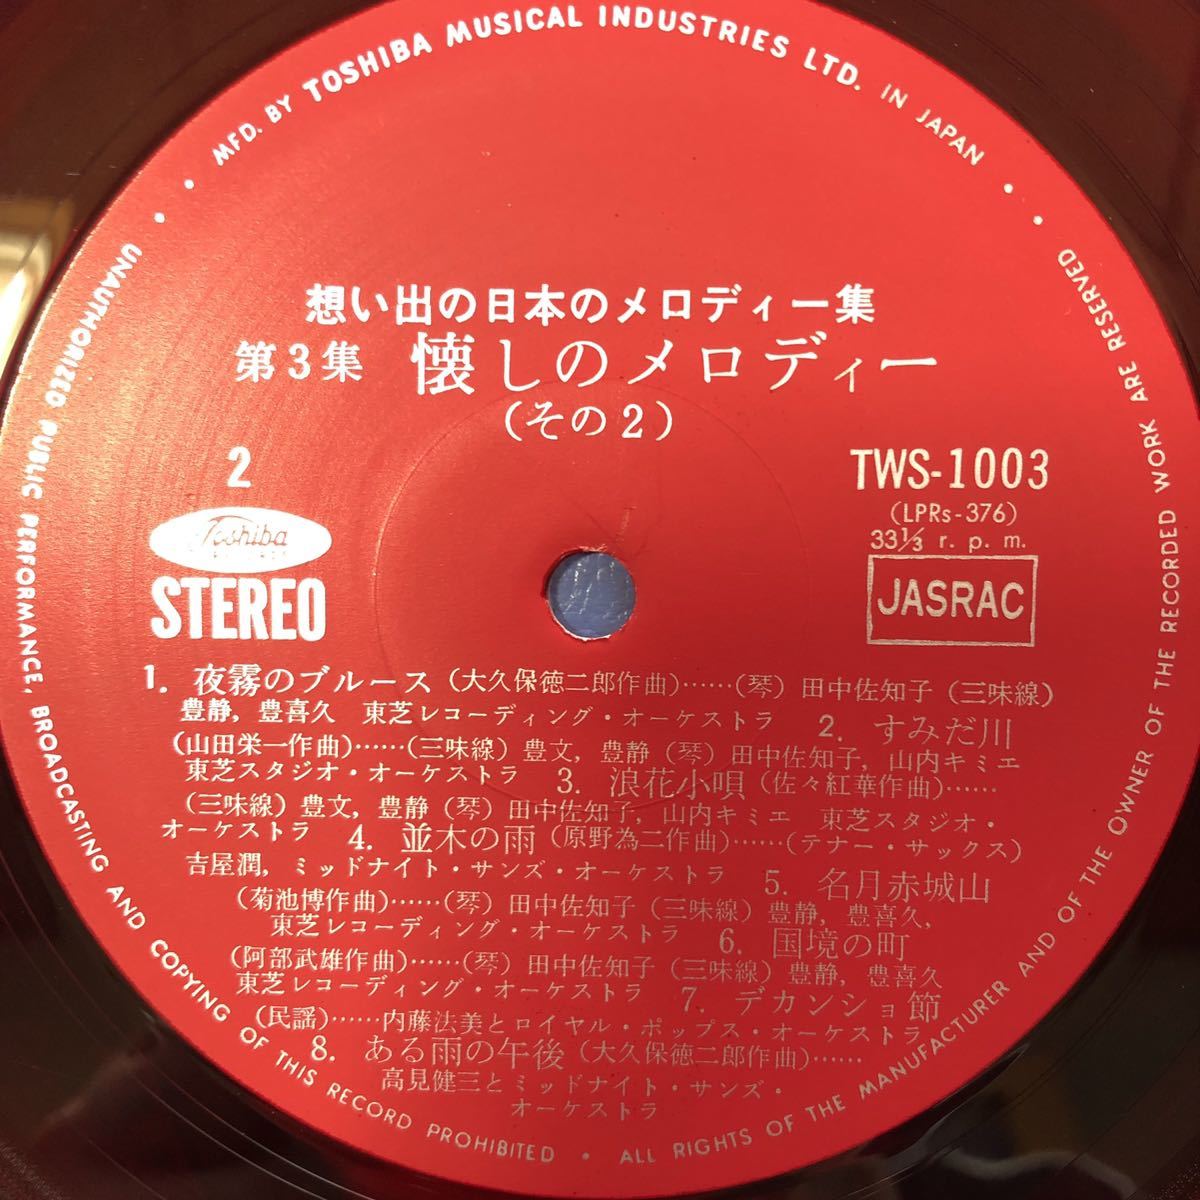 MFD. BY TOSHIBA MUSICAL INDUSTRIES LTD. IN JAPAN
想い出の日本のメロディー集
第3集 懐しのメロディー
(その2)
2
TWS-1003
(LPRs-376)
33⅓ r. p. m.
Toshiba
STEREO
JASRAC
1. 夜霧のブルース (大久保徳二郎作曲)……(琴) 田中佐知子 (三味線)
豊静, 豊喜久 東芝レコーディング・オーケストラ 2. すみだ川
(山田栄一作曲)……(三味線) 豊文, 豊静 (琴) 田中佐知子, 山内キミエ
東芝スタジオ・オーケストラ 3. 浪花小唄 (佐々紅華作曲)……
(三味線) 豊文, 豊静 (琴) 田中佐知子, 山内キミエ 東芝スタジオ・
オーケストラ 4. 並木の雨 (原野為二作曲)……(テナー・サックス)
吉屋潤, ミッドナイト・サンズ・オーケストラ 5. 名月赤城山
(菊池博作曲)……(琴) 田中佐知子 (三味線) 豊静, 豊喜久,
東芝レコーディング・オーケストラ 6. 国境の町
(阿部武雄作曲)……(琴) 田中佐知子 (三味線) 豊静, 豊喜久
東芝レコーディング・オーケストラ 7. デカンショ節
(民謡)……内藤法美とロイヤル・ポップス・オーケストラ
8. ある雨の午後 (大久保徳二郎作曲)……
高見健三とミッドナイト・サンズ・
オーケストラ
UNAUTHORIZED PUBLIC PERFORMANCE, BROADCASTING AND COPYING OF THIS RECORD PROHIBITED • ALL RIGHTS OF THE MANUFACTURER AND OF THE OWNER OF THE RECORDED WORK ARE RESERVED